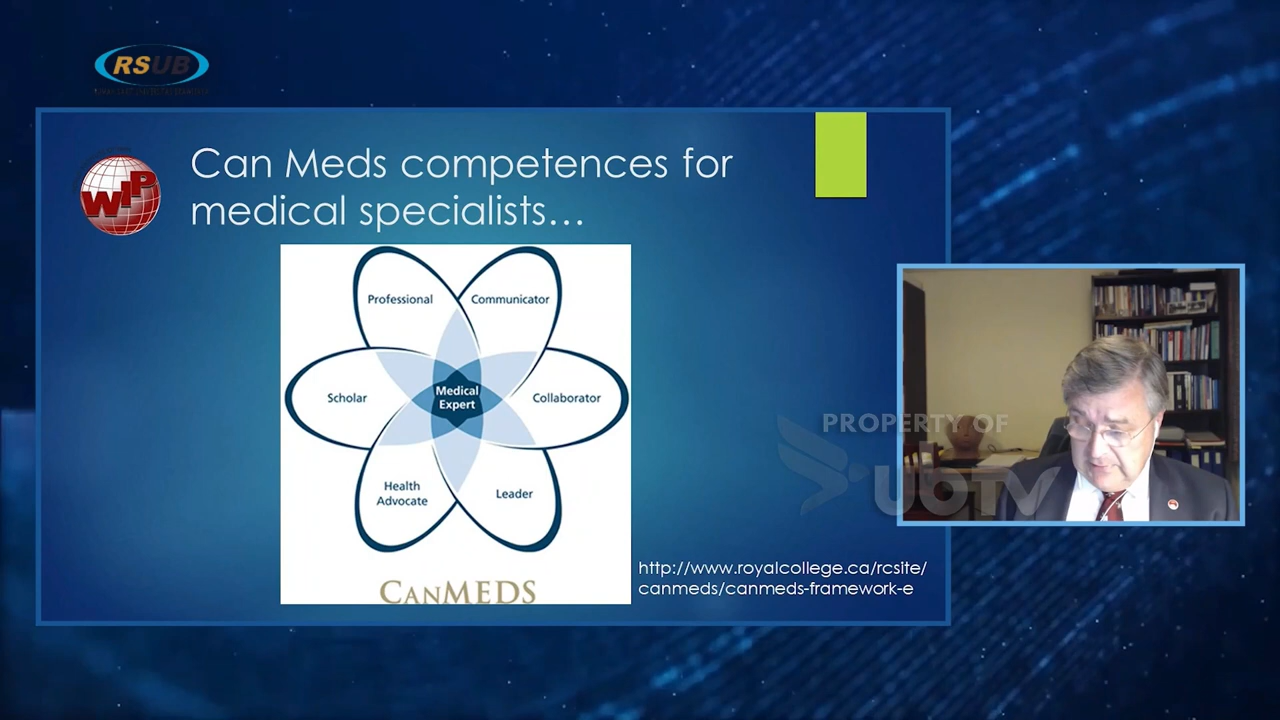 RSUB
WIP
Can Meds competences for
medical specialists...
Professional
Communicator
Scholar
Medical
Expert
Collaborator
Health
Advocate
Leader
CANMEDS
http://www.royalcollege.ca/rcsite/
canmeds/canmeds-framework-e
PROPERTY OF
UBTV